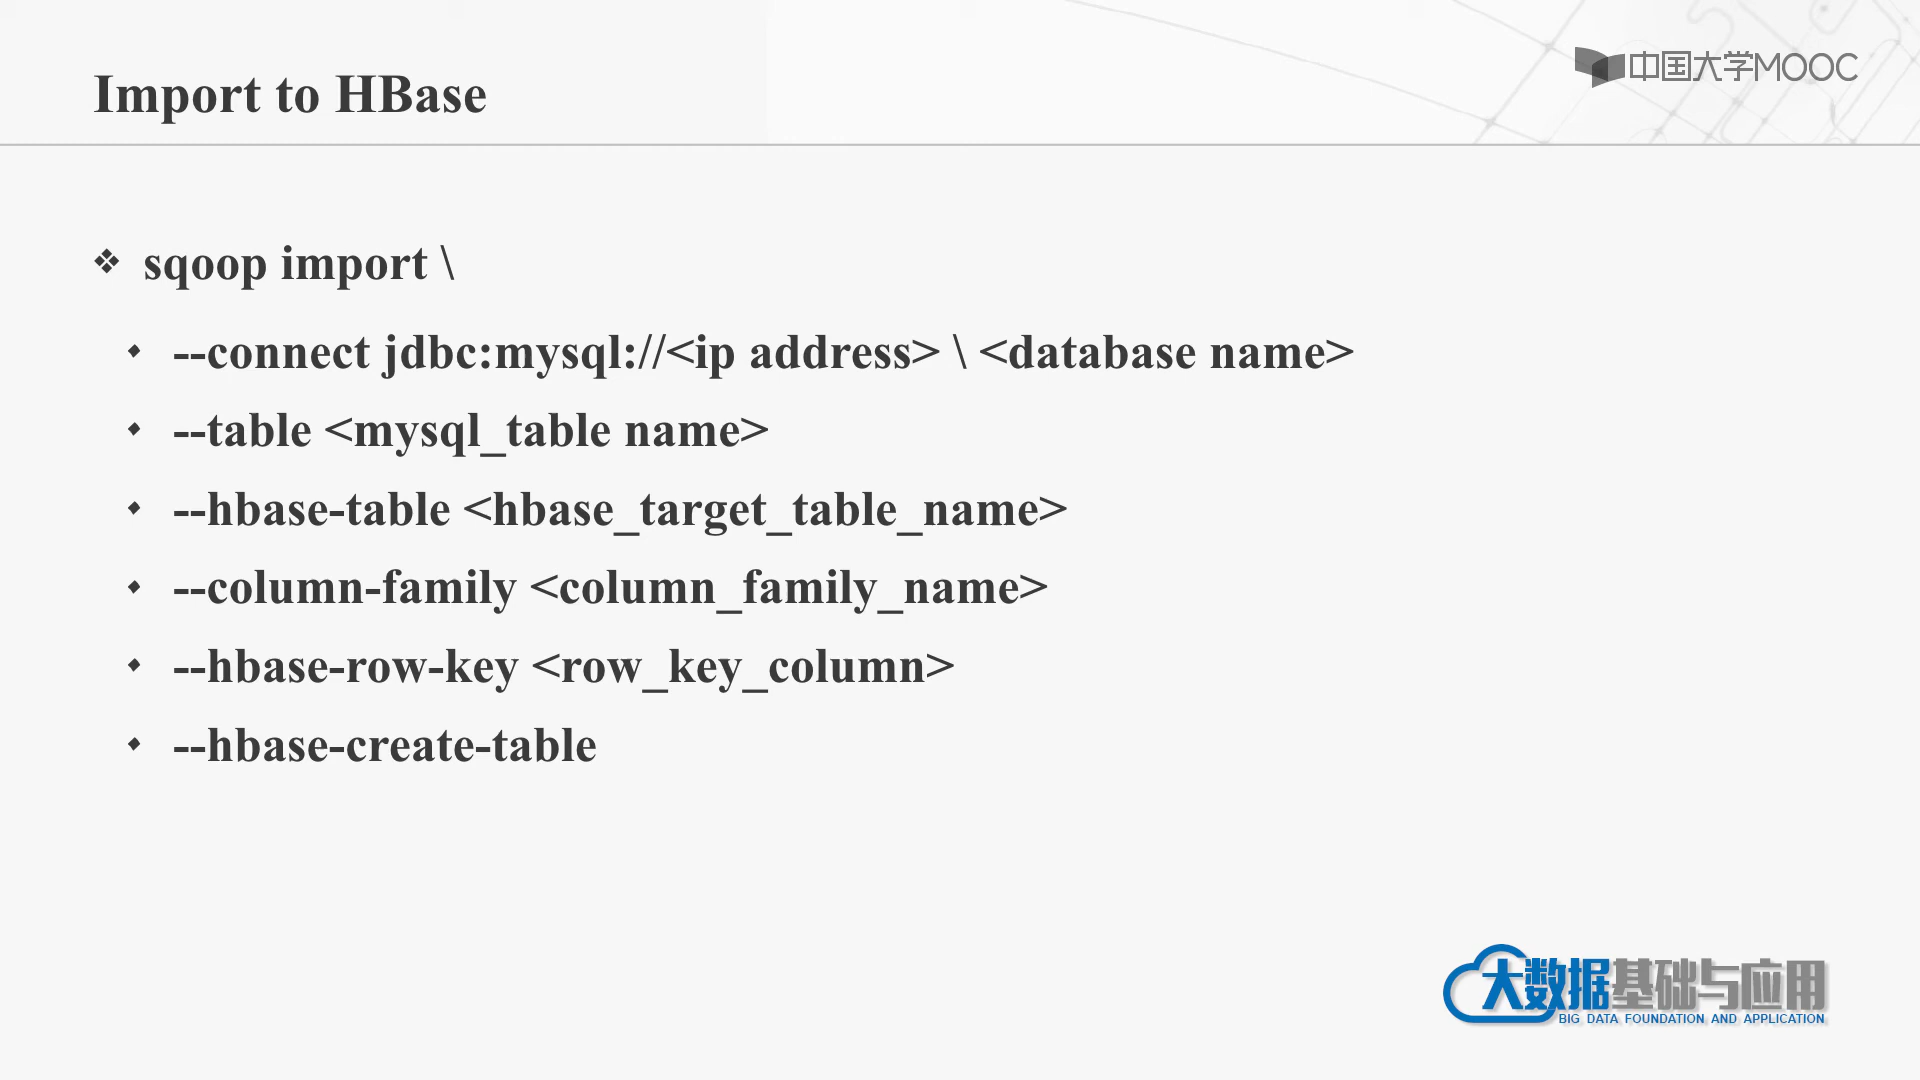 中国大学MOOC
Import to HBase
❖ sqoop import \
• --connect jdbc:mysql://<ip address> \ <database name>
• --table <mysql_table name>
• --hbase-table <hbase_target_table_name>
• --column-family <column_family_name>
• --hbase-row-key <row_key_column>
• --hbase-create-table
大数据基础与应用
BIG DATA FOUNDATION AND APPLICATION